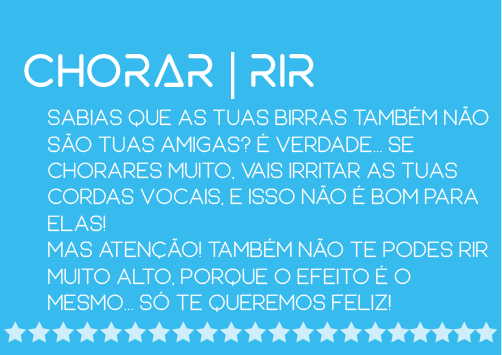 CHORAR | RIR
SABIAS QUE AS TUAS BIRRAS TAMBÉM NÃO
SÃO TUAS AMIGAS? É VERDADE... SE
CHORARES MUITO, VAIS IRRITAR AS TUAS
CORDAS VOCAIS, E ISSO NÃO É BOM PARA
ELAS!
MAS ATENÇÃO! TAMBÉM NÃO TE PODES RIR
MUITO ALTO, PORQUE O EFEITO É O
MESMO... SÓ TE QUEREMOS FELIZ!